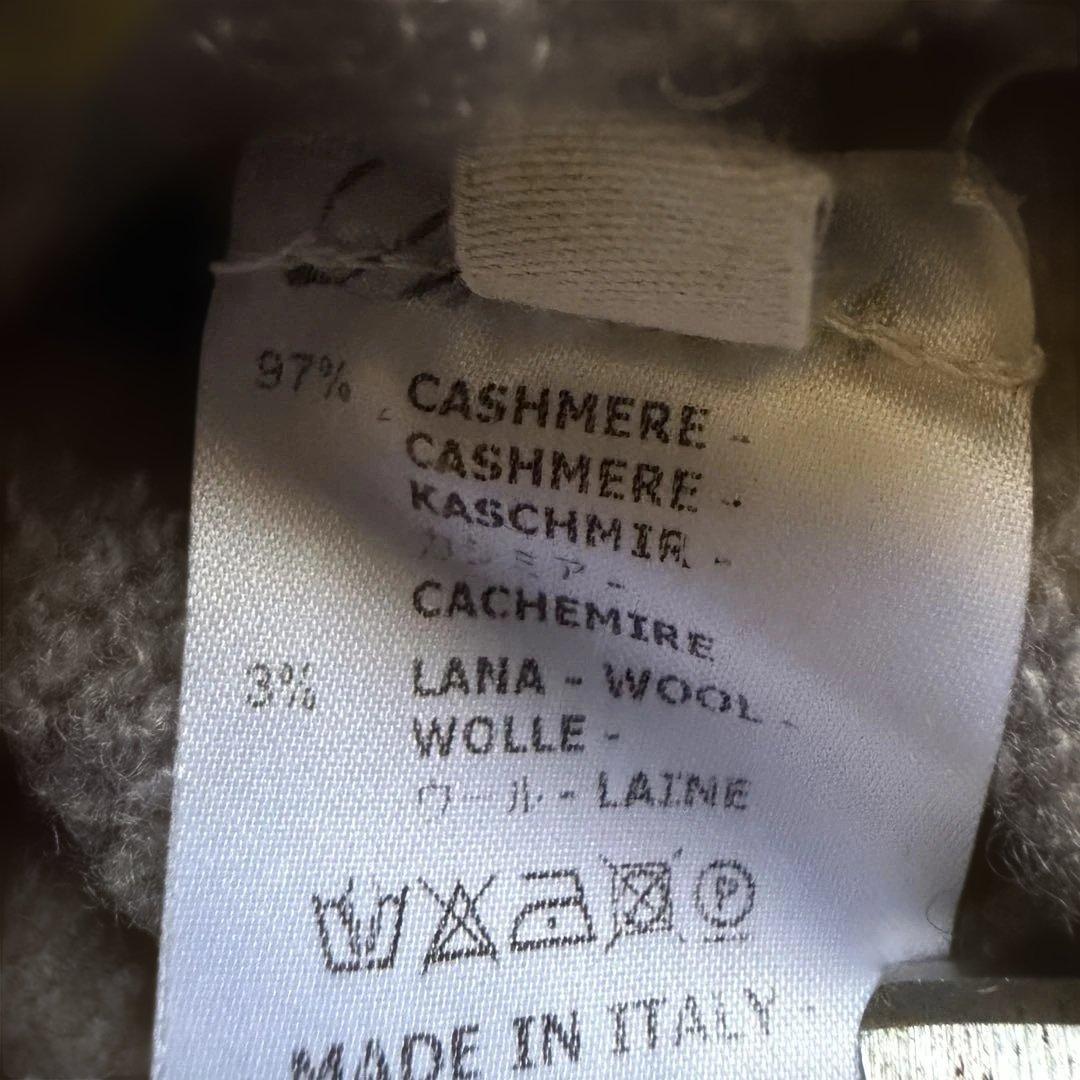 97% CASHMERE -
CASHMERE -
KASCHMIR -
カシミア -
CACHEMIRE
3% LANA - WOOL -
WOLLE -
ウール - LAINE
P
MADE IN ITALY -